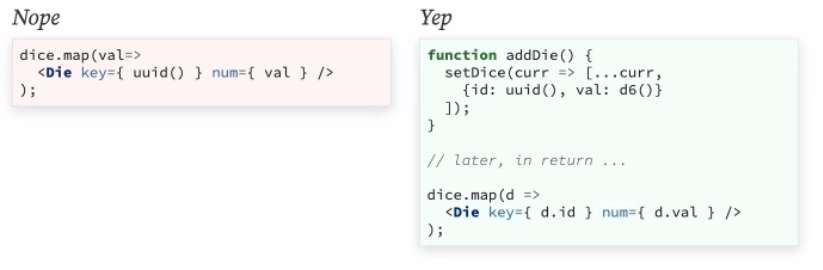 Nope
dice.map(val=>
  <Die key={ uuid() } num={ val } />
);
Yep
function addDie() {
  setDice(curr => [...curr,
    {id: uuid(), val: d6()}
  ]);
}

// later, in return ...

dice.map(d =>
  <Die key={ d.id } num={ d.val } />
);